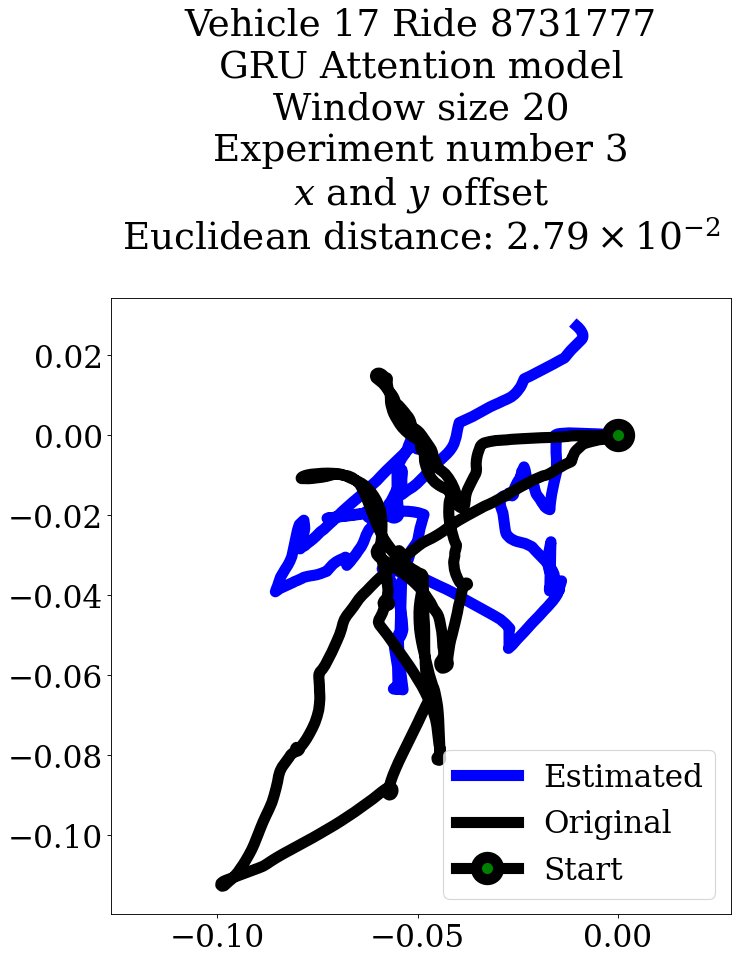 Vehicle 17 Ride 8731777
GRU Attention model
Window size 20
Experiment number 3
x and y offset
Euclidean distance: 2.79 × 10⁻²
0.02
0.00
−0.02
−0.04
−0.06
−0.08
−0.10
Estimated
Original
Start
−0.10 −0.05 0.00